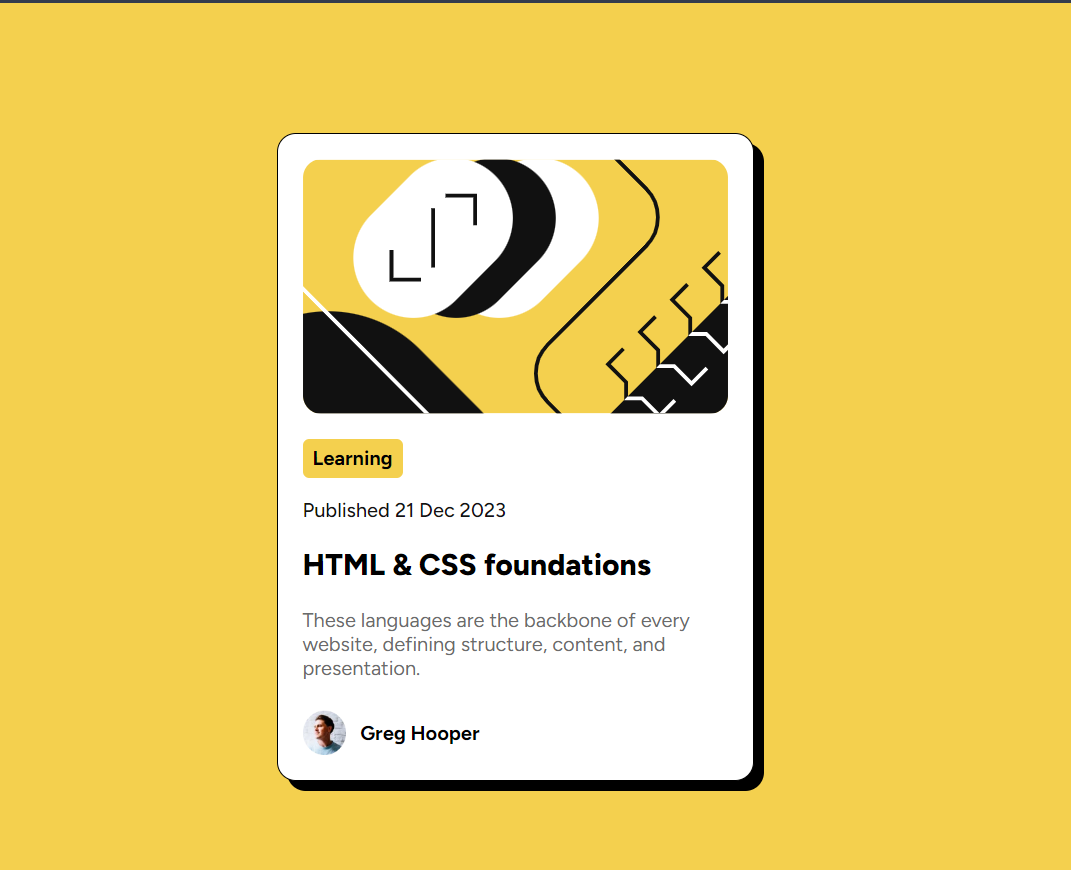 Learning
Published 21 Dec 2023
HTML & CSS foundations
These languages are the backbone of every
website, defining structure, content, and
presentation.
Greg Hooper